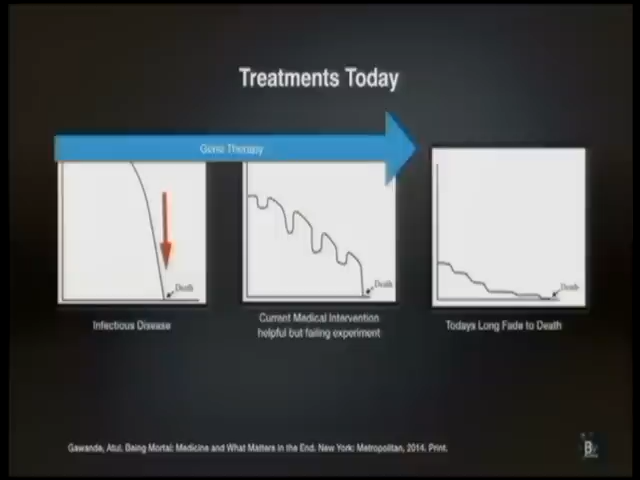 Treatments Today
Gene Therapy
Death
Death
Death
Infectious Disease
Current Medical Intervention
helpful but failing experiment
Todays Long Fade to Death
Gawande, Atul. Being Mortal: Medicine and What Matters in the End. New York: Metropolitan, 2014. Print.
B